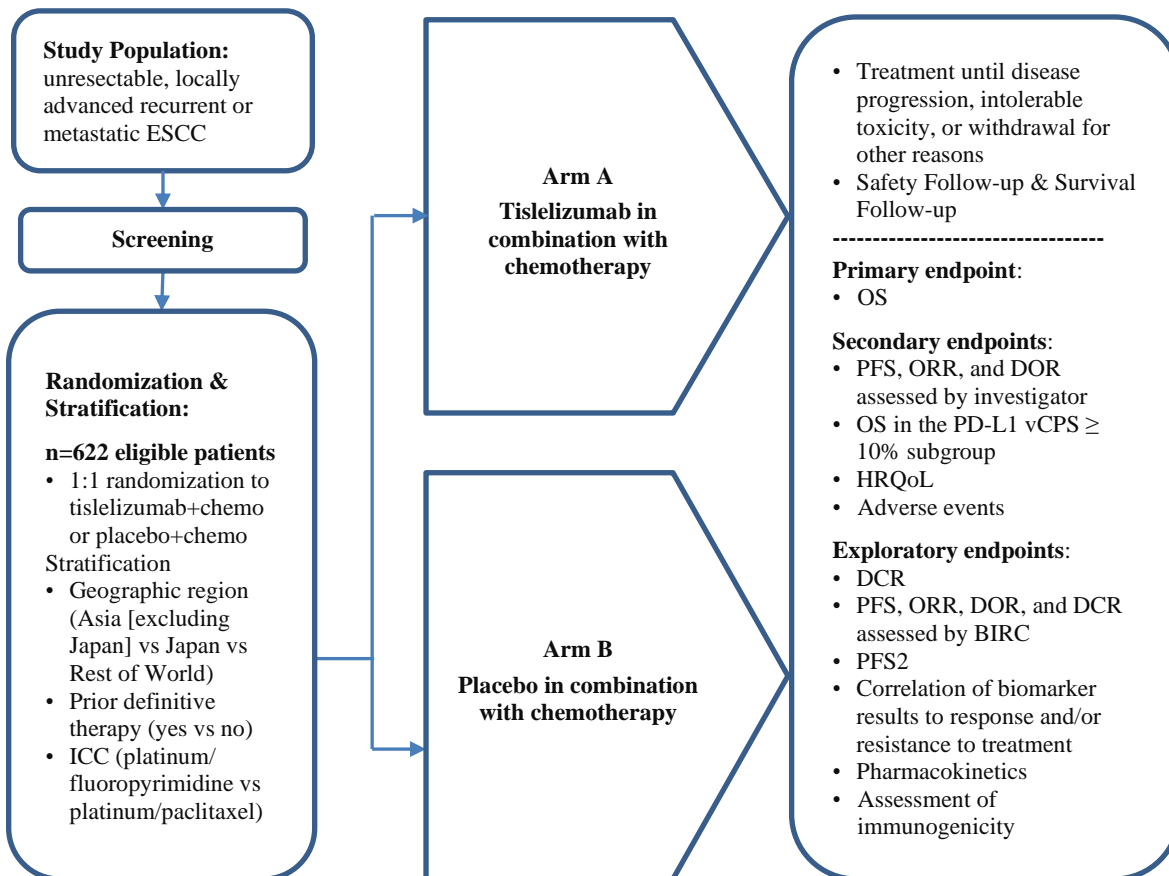 Study Population:
unresectable, locally
advanced recurrent or
metastatic ESCC
Screening
Randomization &
Stratification:
n=622 eligible patients
• 1:1 randomization to
tislelizumab+chemo
or placebo+chemo
Stratification
• Geographic region
(Asia [excluding
Japan] vs Japan vs
Rest of World)
• Prior definitive
therapy (yes vs no)
• ICC (platinum/
fluoropyrimidine vs
platinum/paclitaxel)
Arm A
Tislelizumab in
combination with
chemotherapy
Arm B
Placebo in combination
with chemotherapy
• Treatment until disease
progression, intolerable
toxicity, or withdrawal for
other reasons
• Safety Follow-up & Survival
Follow-up
----------------------------------
Primary endpoint:
• OS
Secondary endpoints:
• PFS, ORR, and DOR
assessed by investigator
• OS in the PD-L1 vCPS ≥
10% subgroup
• HRQoL
• Adverse events
Exploratory endpoints:
• DCR
• PFS, ORR, DOR, and DCR
assessed by BIRC
• PFS2
• Correlation of biomarker
results to response and/or
resistance to treatment
• Pharmacokinetics
• Assessment of
immunogenicity